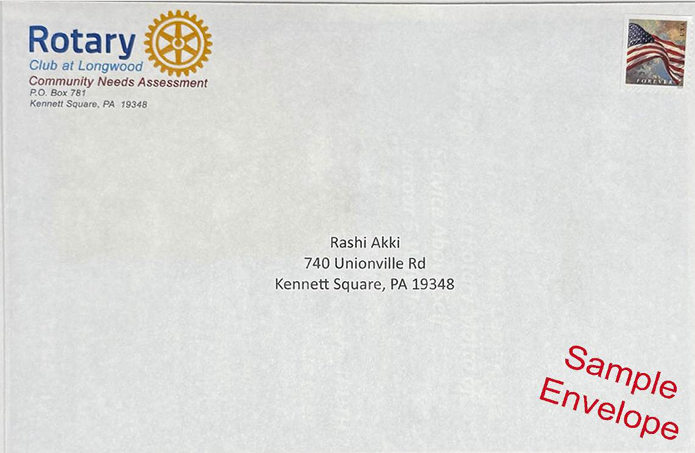 Rotary
Club at Longwood
Community Needs Assessment
P.O. Box 781
Kennett Square, PA 19348
FOREVER
Rashi Akki
740 Unionville Rd
Kennett Square, PA 19348
Sample
Envelope